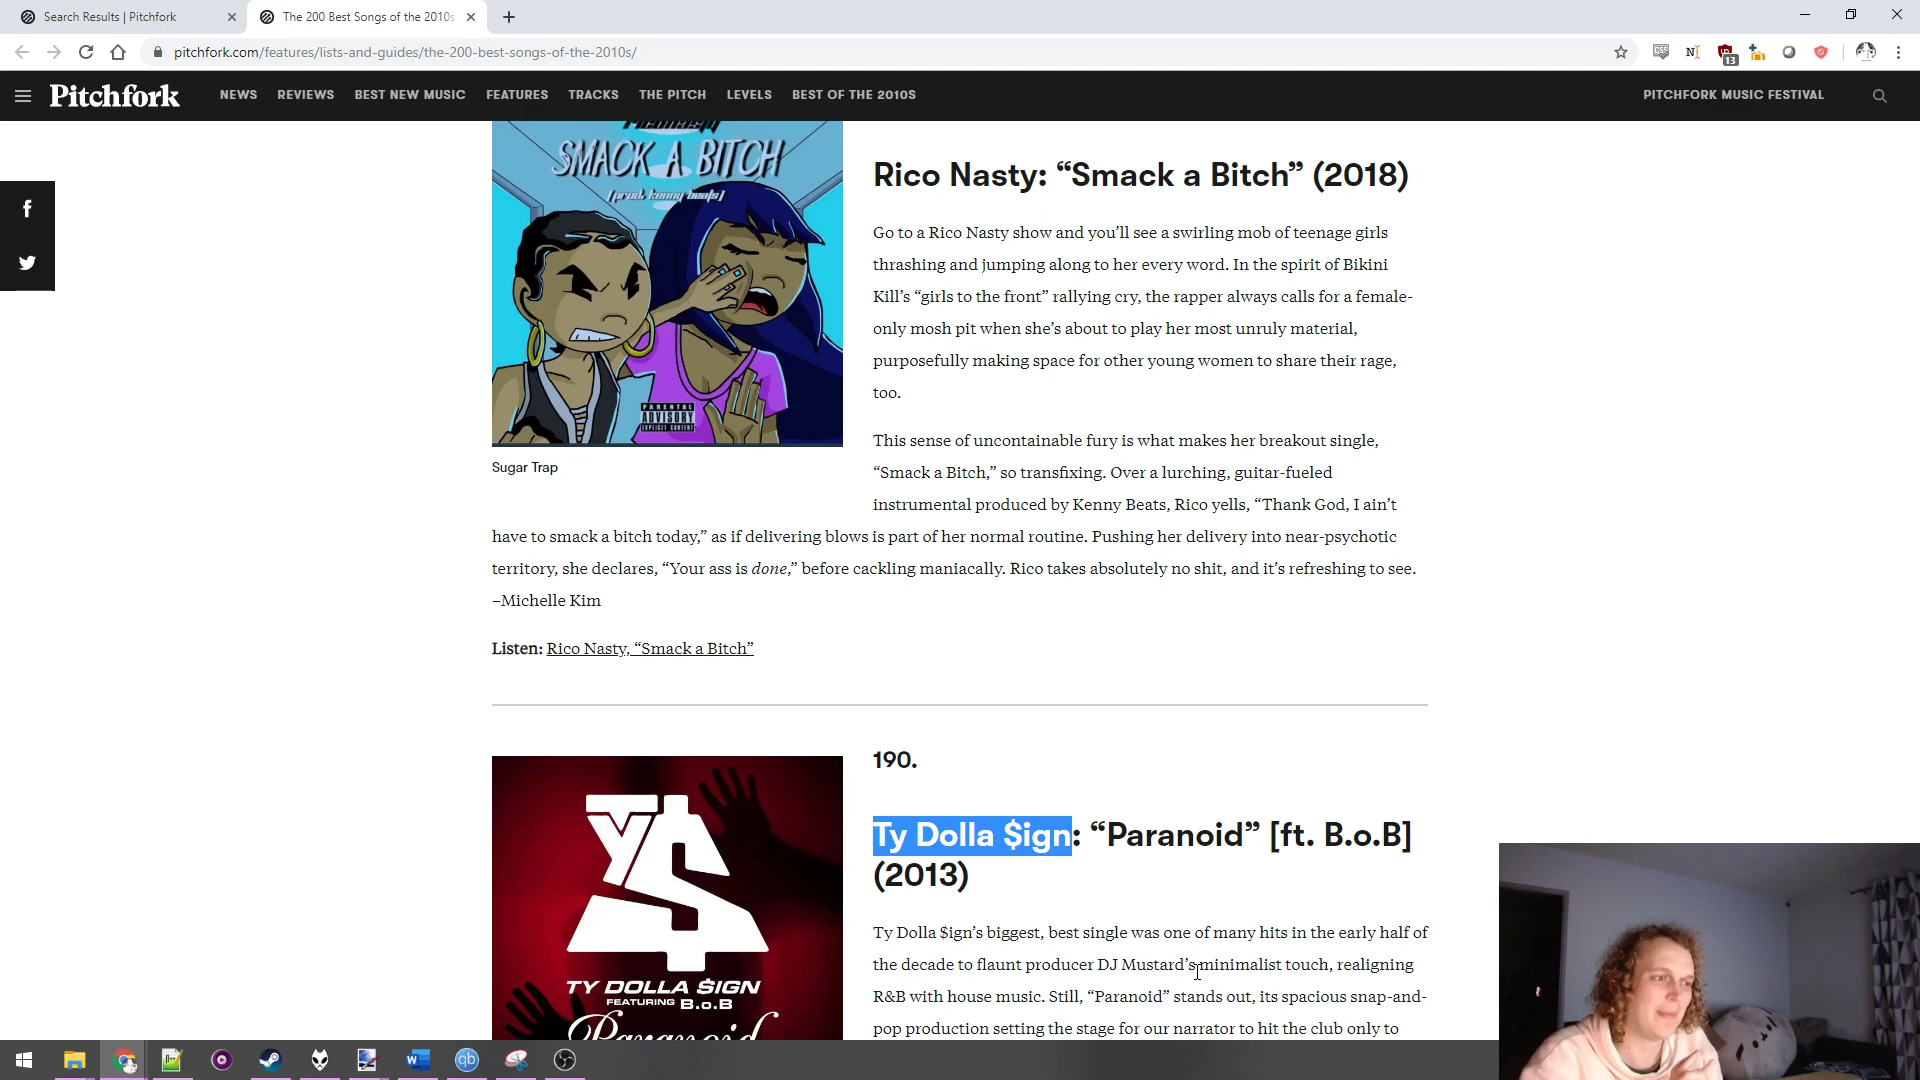 Search Results | Pitchfork
The 200 Best Songs of the 2010s
pitchfork.com/features/lists-and-guides/the-200-best-songs-of-the-2010s/
13
Pitchfork
NEWS
REVIEWS
BEST NEW MUSIC
FEATURES
TRACKS
THE PITCH
LEVELS
BEST OF THE 2010S
PITCHFORK MUSIC FESTIVAL
SMACK A BITCH
[prod. kenny beats]
PARENTAL
ADVISORY
EXPLICIT CONTENT
Sugar Trap
Rico Nasty: “Smack a Bitch” (2018)
Go to a Rico Nasty show and you’ll see a swirling mob of teenage girls
thrashing and jumping along to her every word. In the spirit of Bikini
Kill’s “girls to the front” rallying cry, the rapper always calls for a female-
only mosh pit when she’s about to play her most unruly material,
purposefully making space for other young women to share their rage,
too.
This sense of uncontainable fury is what makes her breakout single,
“Smack a Bitch,” so transfixing. Over a lurching, guitar-fueled
instrumental produced by Kenny Beats, Rico yells, “Thank God, I ain’t
have to smack a bitch today,” as if delivering blows is part of her normal routine. Pushing her delivery into near-psychotic
territory, she declares, “Your ass is done,” before cackling maniacally. Rico takes absolutely no shit, and it’s refreshing to see.
–Michelle Kim
Listen: Rico Nasty, “Smack a Bitch”
190.
TY DOLLA $IGN
FEATURING B.o.B
Paranoid
Ty Dolla $ign: “Paranoid” [ft. B.o.B]
(2013)
Ty Dolla $ign’s biggest, best single was one of many hits in the early half of
the decade to flaunt producer DJ Mustard’s minimalist touch, realigning
R&B with house music. Still, “Paranoid” stands out, its spacious snap-and-
pop production setting the stage for our narrator to hit the club only to